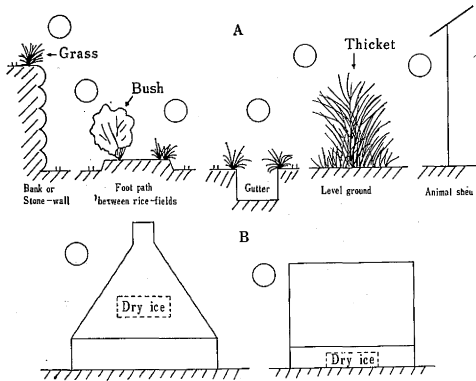 A
Grass
Thicket
Bush
Bank or
Stone-wall
Foot path
between rice-fields
Gutter
Level ground
Animal shed
B
Dry ice
Dry ice